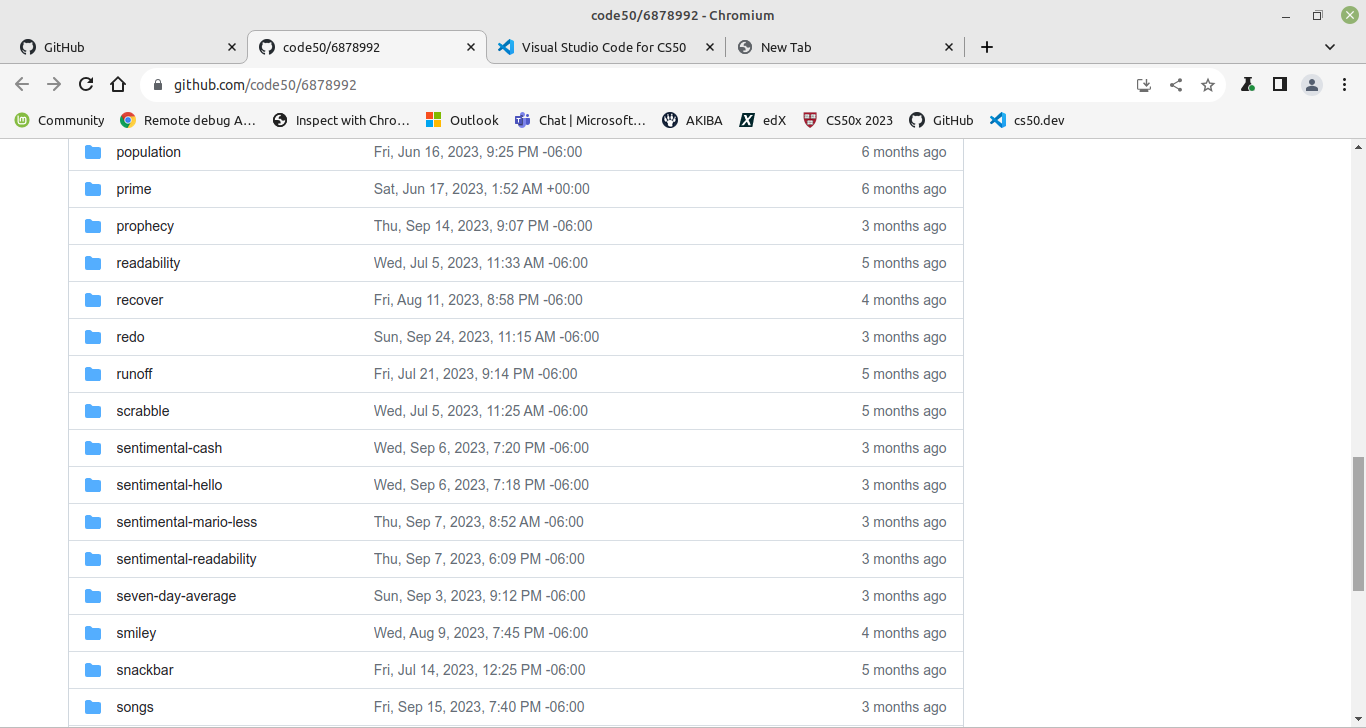 code50/6878992 - Chromium
GitHub
code50/6878992
Visual Studio Code for CS50
New Tab
github.com/code50/6878992
Community
Remote debug A...
Inspect with Chro...
Outlook
Chat | Microsoft...
AKIBA
edX
CS50x 2023
GitHub
cs50.dev
population Fri, Jun 16, 2023, 9:25 PM -06:00 6 months ago
prime Sat, Jun 17, 2023, 1:52 AM +00:00 6 months ago
prophecy Thu, Sep 14, 2023, 9:07 PM -06:00 3 months ago
readability Wed, Jul 5, 2023, 11:33 AM -06:00 5 months ago
recover Fri, Aug 11, 2023, 8:58 PM -06:00 4 months ago
redo Sun, Sep 24, 2023, 11:15 AM -06:00 3 months ago
runoff Fri, Jul 21, 2023, 9:14 PM -06:00 5 months ago
scrabble Wed, Jul 5, 2023, 11:25 AM -06:00 5 months ago
sentimental-cash Wed, Sep 6, 2023, 7:20 PM -06:00 3 months ago
sentimental-hello Wed, Sep 6, 2023, 7:18 PM -06:00 3 months ago
sentimental-mario-less Thu, Sep 7, 2023, 8:52 AM -06:00 3 months ago
sentimental-readability Thu, Sep 7, 2023, 6:09 PM -06:00 3 months ago
seven-day-average Sun, Sep 3, 2023, 9:12 PM -06:00 3 months ago
smiley Wed, Aug 9, 2023, 7:45 PM -06:00 4 months ago
snackbar Fri, Jul 14, 2023, 12:25 PM -06:00 5 months ago
songs Fri, Sep 15, 2023, 7:40 PM -06:00 3 months ago